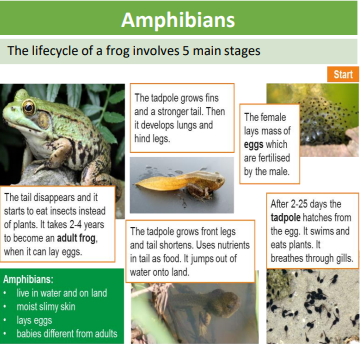 Amphibians
The lifecycle of a frog involves 5 main stages
Start
The female
lays mass of
eggs which
are fertilised
by the male.
After 2-25 days the
tadpole hatches from
the egg. It swims and
eats plants. It
breathes through gills.
The tadpole grows fins
and a stronger tail. Then
it develops lungs and
hind legs.
The tadpole grows front legs
and tail shortens. Uses nutrients
in tail as food. It jumps out of
water onto land.
The tail disappears and it
starts to eat insects instead
of plants. It takes 2-4 years
to become an adult frog,
when it can lay eggs.
Amphibians:
• live in water and on land
• moist slimy skin
• lays eggs
• babies different from adults